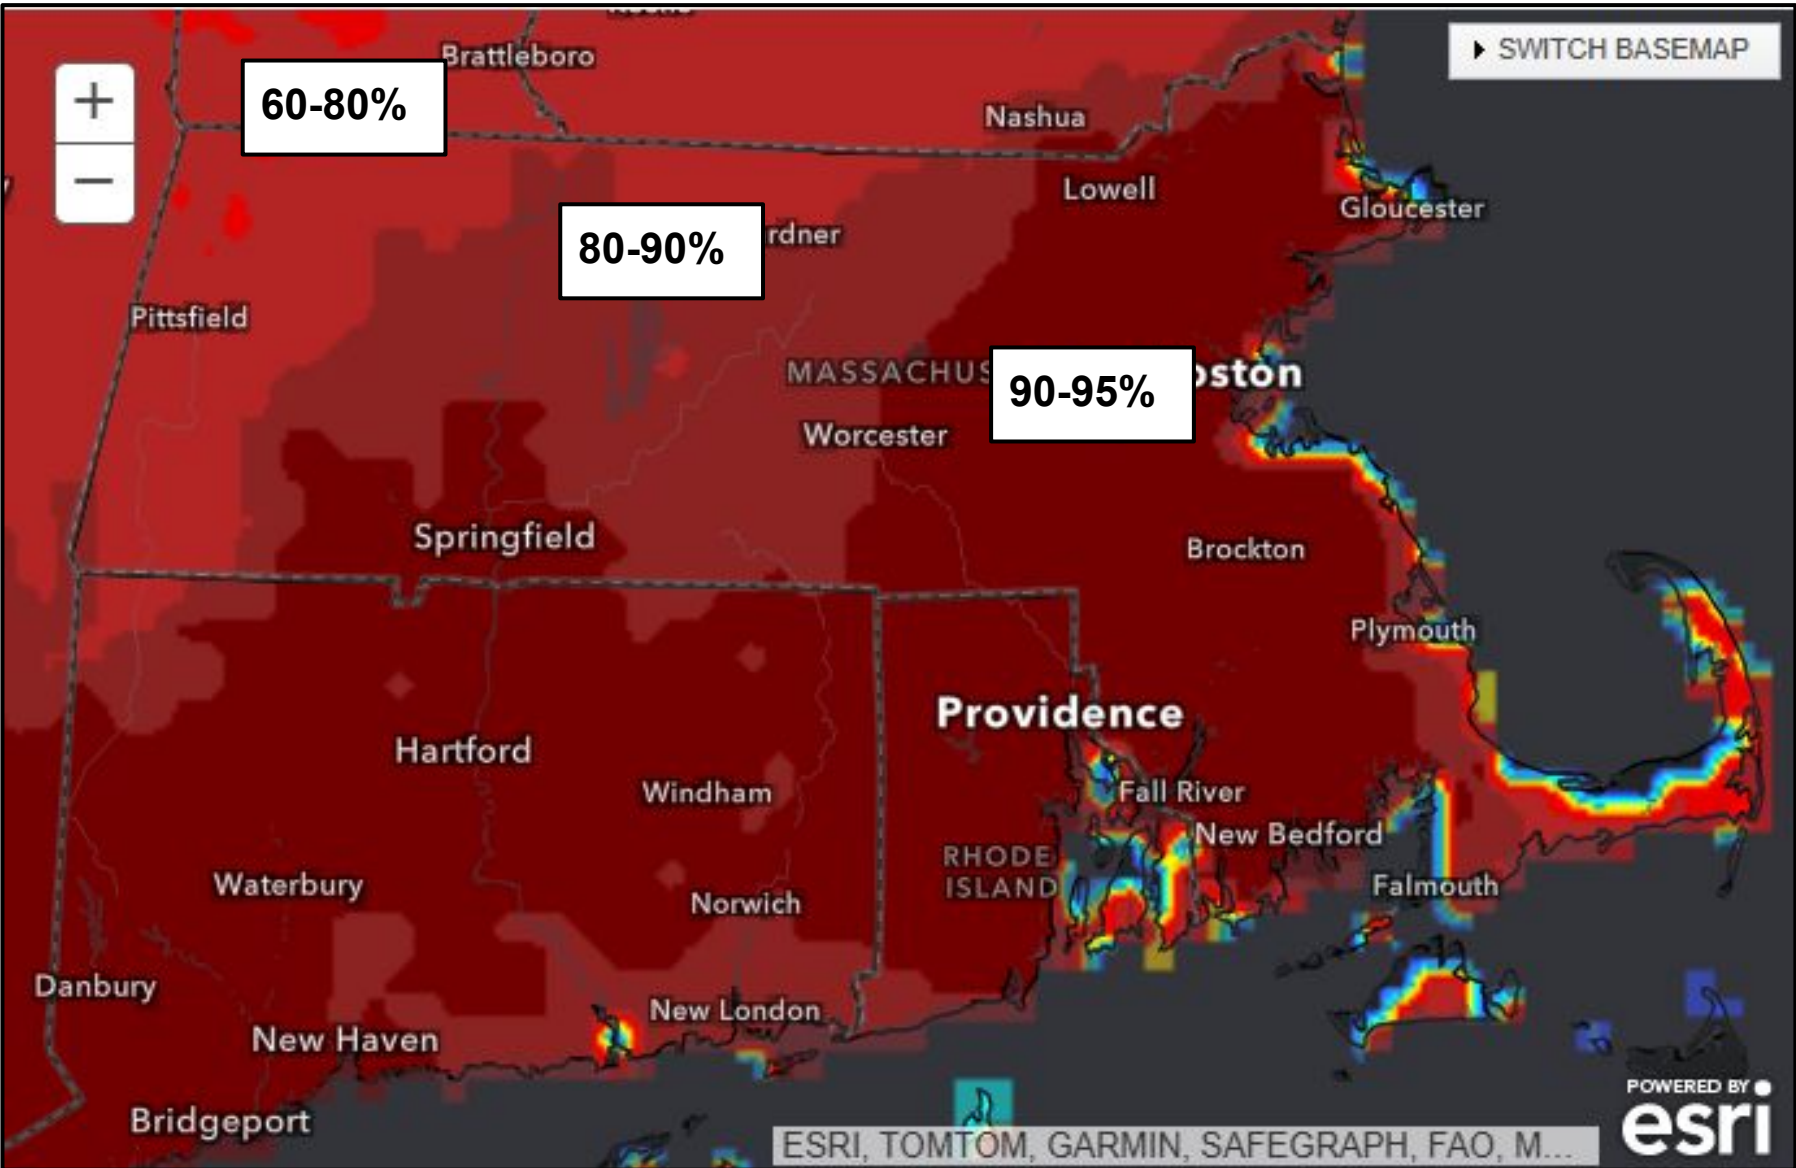 Brattleboro
SWITCH BASEMAP
+
60-80%
Nashua
−
Lowell
Gloucester
80-90%
rdner
Pittsfield
MASSACHUS
90-95%
oston
Worcester
Springfield
Brockton
Plymouth
Providence
Hartford
Windham
Fall River
New Bedford
RHODE
ISLAND
Waterbury
Norwich
Falmouth
Danbury
New London
New Haven
Bridgeport
POWERED BY
esri
ESRI, TOMTOM, GARMIN, SAFEGRAPH, FAO, M...